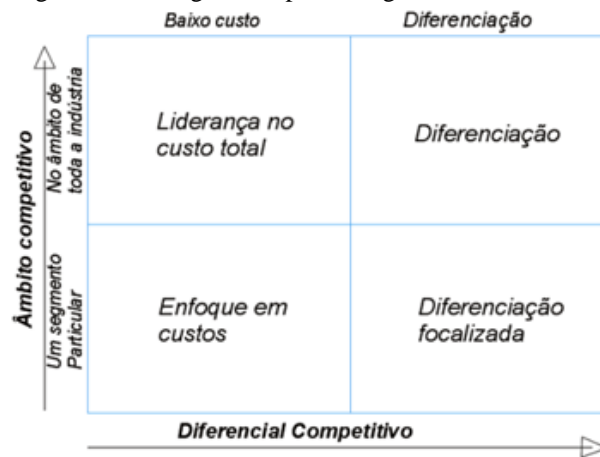 Baixo custo
Diferenciação
Âmbito competitivo
No âmbito de
toda a indústria
Liderança no
custo total
Diferenciação
Um segmento
Particular
Enfoque em
custos
Diferenciação
focalizada
Diferencial Competitivo